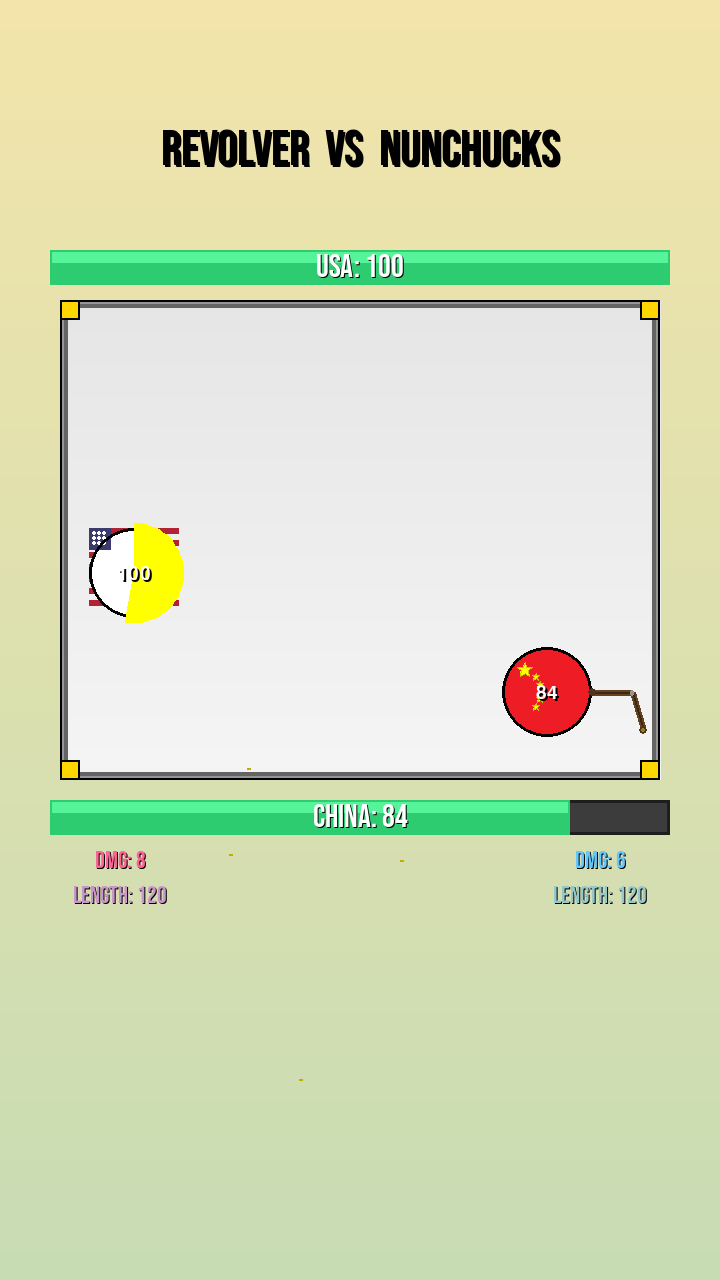 REVOLVER VS NUNCHUCKS
USA: 100
100
84
CHINA: 84
DMG: 8
DMG: 6
LENGTH: 120
LENGTH: 120